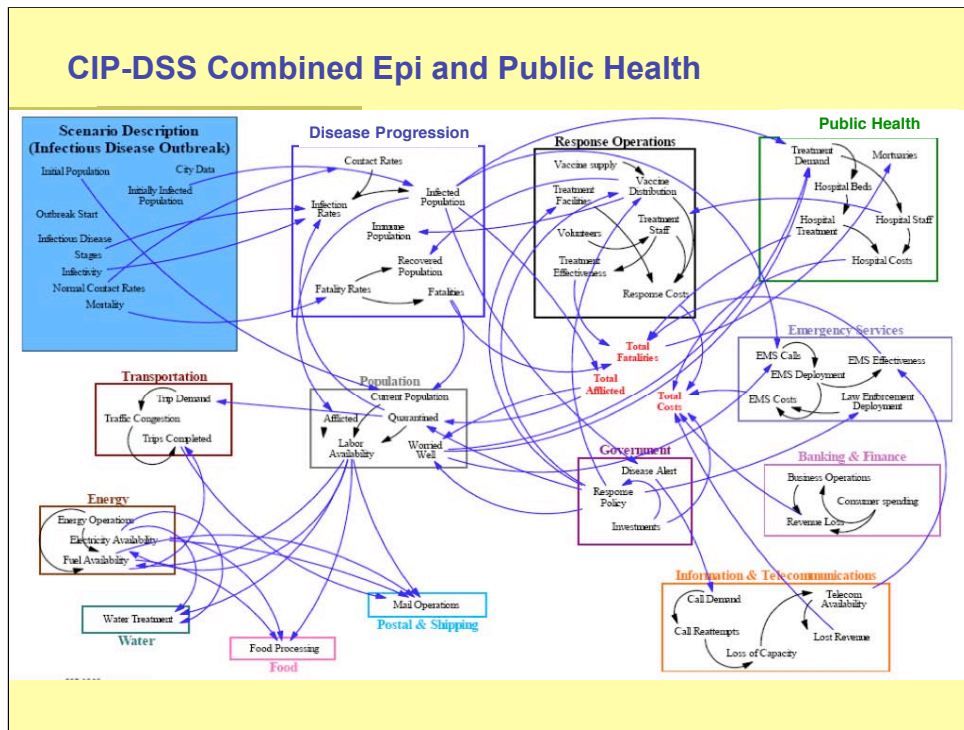 CIP-DSS Combined Epi and Public Health
Scenario Description
(Infectious Disease Outbreak)
Initial Population
City Data
Initially Infected
Population
Outbreak Start
Infectious Disease
Stages
Infectivity
Normal Contact Rates
Mortality
Disease Progression
Contact Rates
Infection
Rates
Infected
Population
Immune
Population
Recovered
Population
Fatality Rates
Fatalities
Response Operations
Vaccine supply
Vaccine
Distribution
Treatment
Facilities
Treatment
Staff
Volunteers
Treatment
Effectiveness
Response Costs
Public Health
Treatment
Demand
Mortuaries
Hospital Beds
Hospital
Treatment
Hospital Staff
Hospital Costs
Total
Fatalities
Total
Afflicted
Total
Costs
Emergency Services
EMS Calls
EMS Effectiveness
EMS Deployment
EMS Costs
Law Enforcement
Deployment
Transportation
Trip Demand
Traffic Congestion
Trips Completed
Population
Current Population
Afflicted
Quarantined
Labor
Availability
Worried
Well
Government
Disease Alert
Response
Policy
Investments
Banking & Finance
Business Operations
Consumer spending
Revenue Loss
Energy
Energy Operations
Electricity Availability
Fuel Availability
Water Treatment
Water
Food Processing
Food
Mail Operations
Postal & Shipping
Information & Telecommunications
Call Demand
Telecom
Availability
Call Reattempts
Lost Revenue
Loss of Capacity